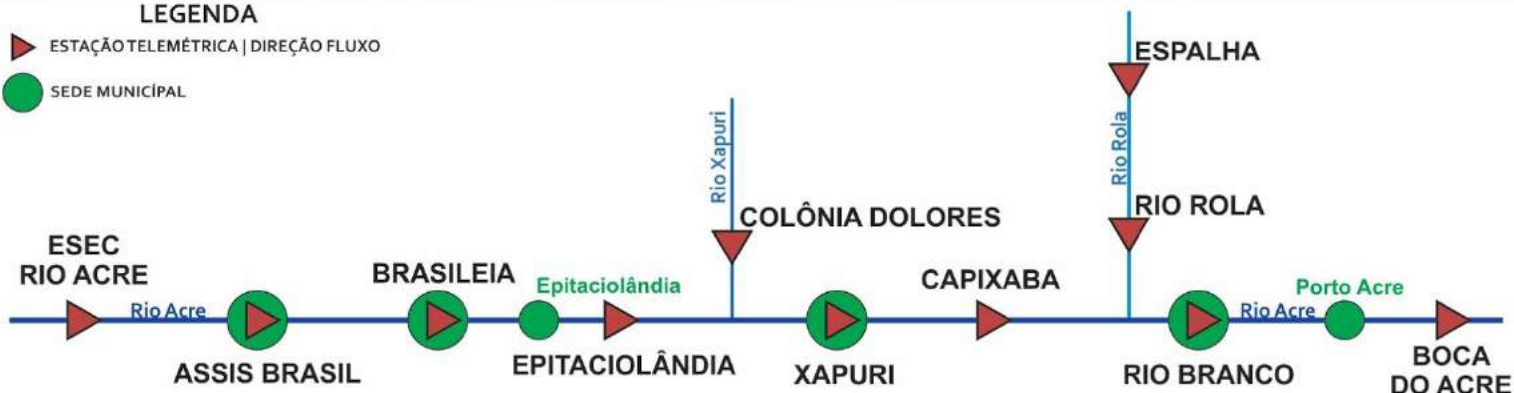 LEGENDA
ESTAÇÃO TELEMÉTRICA | DIREÇÃO FLUXO
SEDE MUNICÍPAL
ESPALHA
Rio Xapuri
Rio Rola
COLÔNIA DOLORES
RIO ROLA
ESEC
RIO ACRE
BRASILEIA
Epitaciolândia
CAPIXABA
Porto Acre
Rio Acre
Rio Acre
ASSIS BRASIL
EPITACIOLÂNDIA
XAPURI
RIO BRANCO
BOCA
DO ACRE